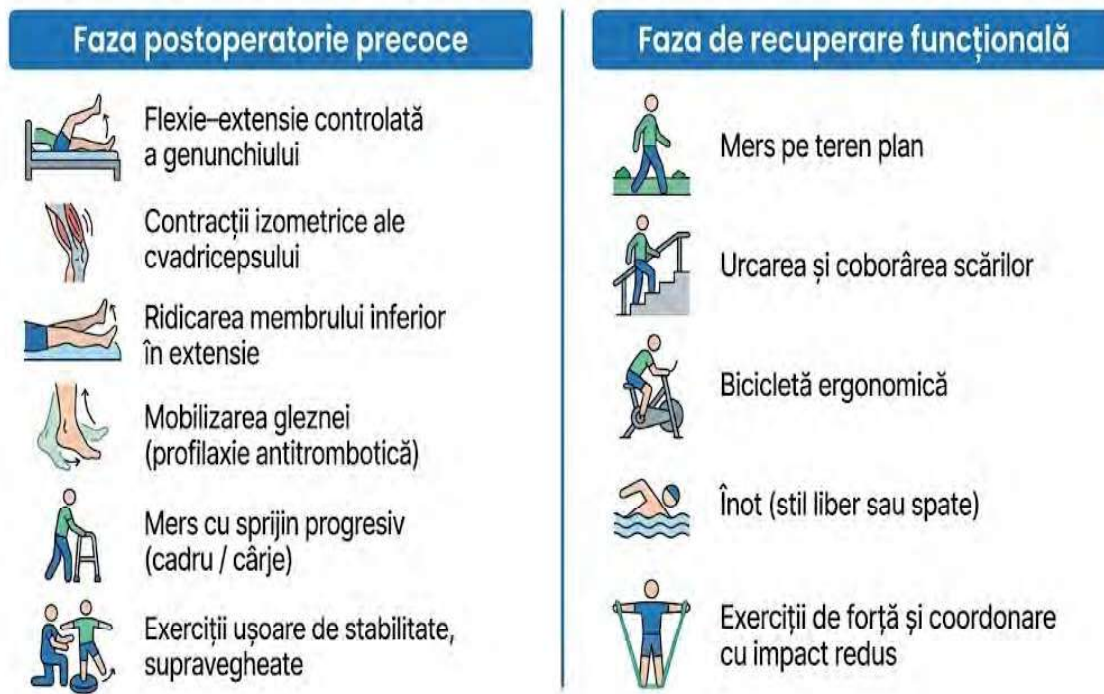 Faza postoperatorie precoce
Flexie–extensie controlată
a genunchiului
Contracții izometrice ale
cvadricepsului
Ridicarea membrului inferior
în extensie
Mobilizarea gleznei
(profilaxie antitrombotică)
Mers cu sprijin progresiv
(cadru / cârje)
Exerciții ușoare de stabilitate,
supravegheate
Faza de recuperare funcțională
Mers pe teren plan
Urcarea și coborârea scărilor
Bicicletă ergonomică
Înot (stil liber sau spate)
Exerciții de forță și coordonare
cu impact redus